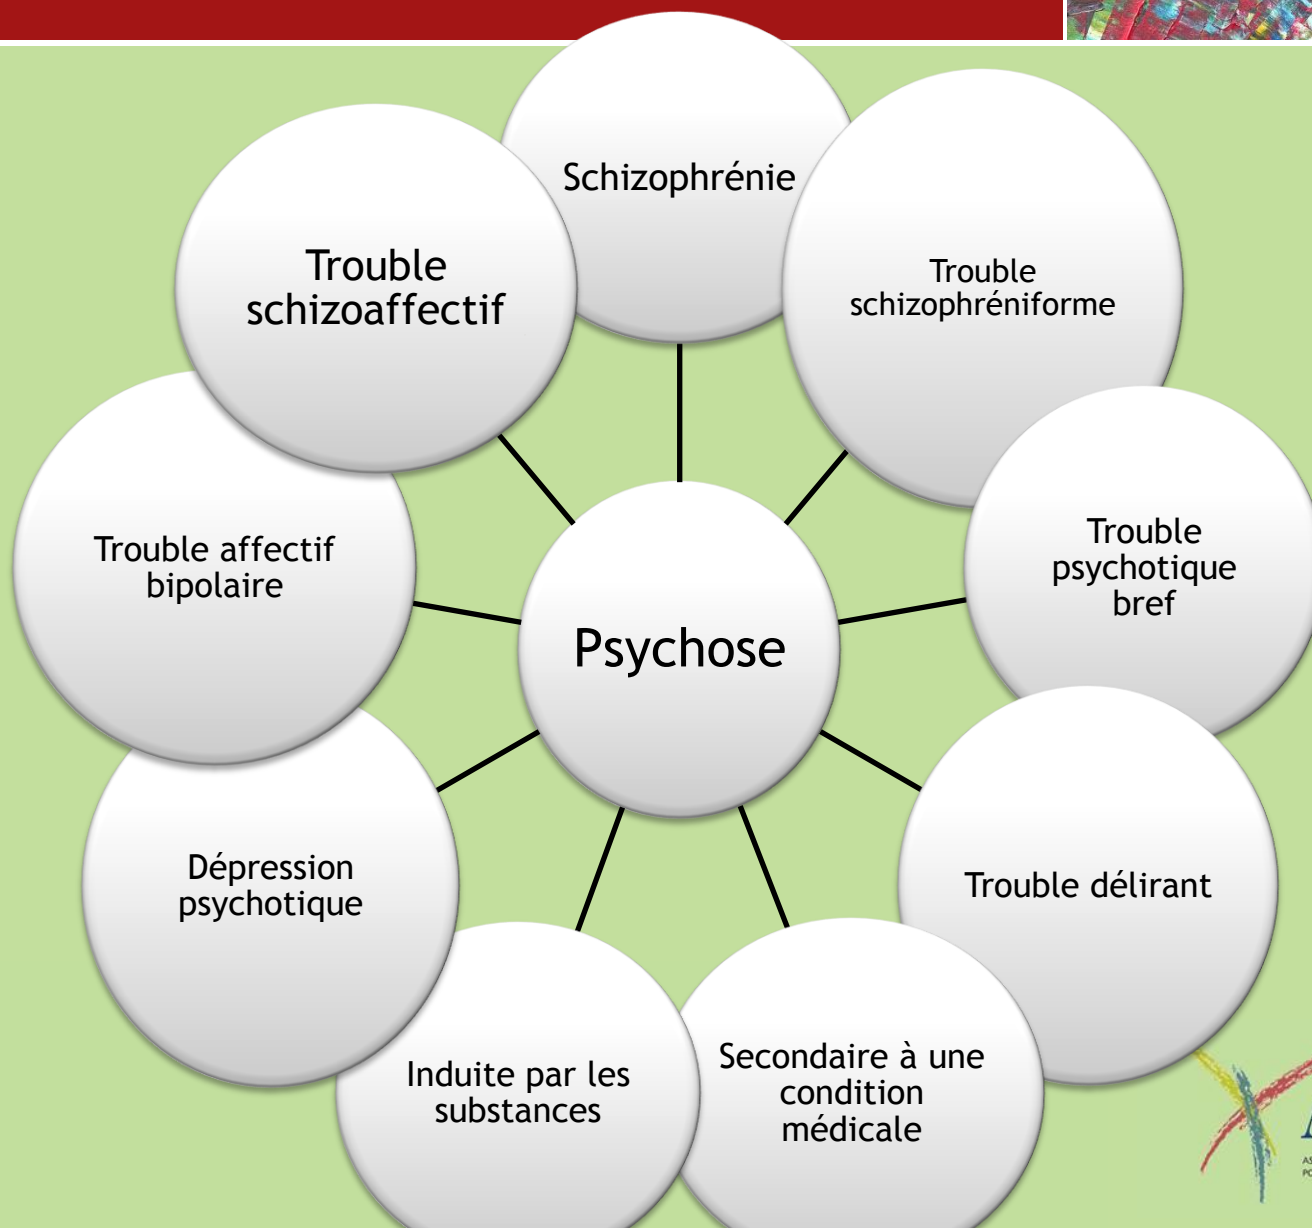 Schizophrénie
Trouble
schizophréniforme
Trouble
psychotique
bref
Trouble délirant
Secondaire à une
condition
médicale
Induite par les
substances
Dépression
psychotique
Trouble affectif
bipolaire
Trouble
schizoaffectif
Psychose